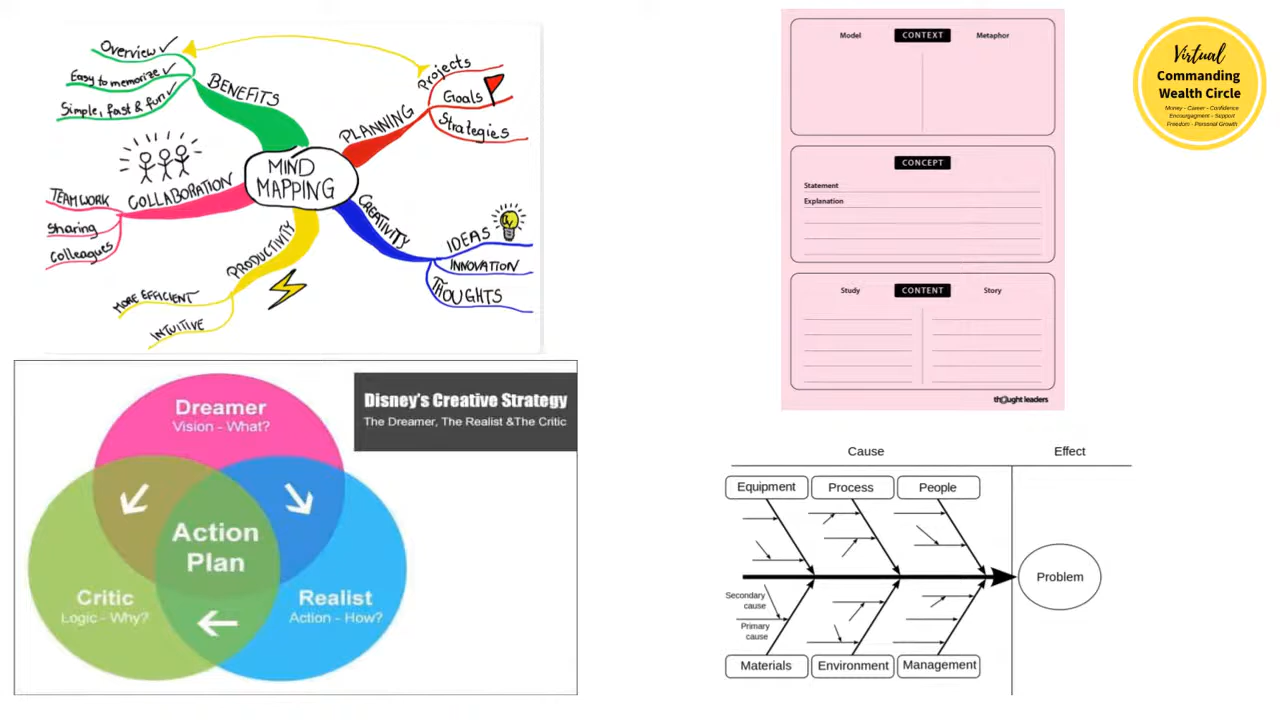 Overview ✓
Easy to memorize ✓
Simple, fast & fun ✓
BENEFITS
PLANNING
Projects
Goals
Strategies
MIND
MAPPING
COLLABORATION
TEAMWORK
Sharing
Colleagues
CREATIVITY
IDEAS
INNOVATION
THOUGHTS
PRODUCTIVITY
MORE EFFICIENT
INTUITIVE
Model CONTEXT Metaphor
CONCEPT
Statement
Explanation
Study CONTENT Story
thought leaders
Virtual
Commanding
Wealth Circle
Money - Career - Confidence
Encouragment - Support
Freedom - Personal Growth
Disney's Creative Strategy
The Dreamer, The Realist &The Critic
Dreamer
Vision - What?
Action
Plan
Critic
Logic - Why?
Realist
Action - How?
Cause Effect
Equipment Process People
Problem
Secondary
cause
Primary
cause
Materials Environment Management